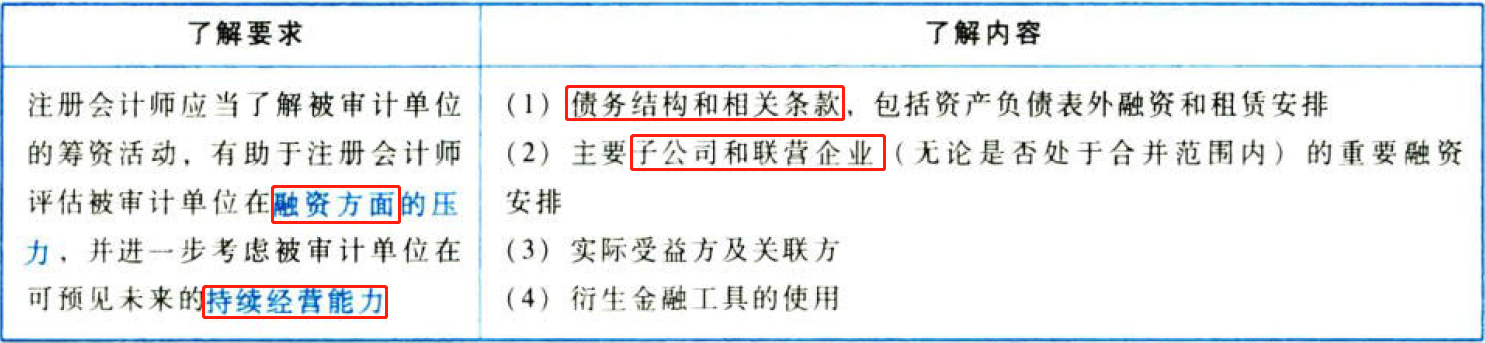 了解要求
了解内容
注册会计师应当了解被审计单位
的筹资活动，有助于注册会计师
评估被审计单位在融资方面的压
力，并进一步考虑被审计单位在
可预见未来的持续经营能力
（1）债务结构和相关条款，包括资产负债表外融资和租赁安排
（2）主要子公司和联营企业（无论是否处于合并范围内）的重要融资
安排
（3）实际受益方及关联方
（4）衍生金融工具的使用